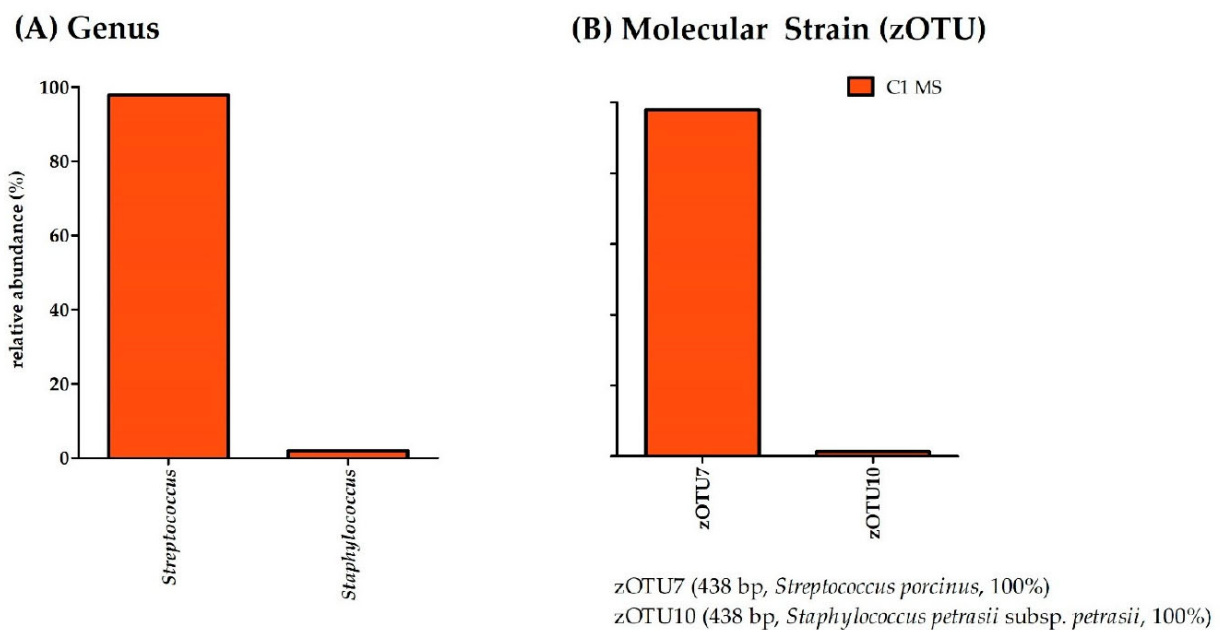 (A) Genus
(B) Molecular Strain (zOTU)
relative abundance (%)
100
80
60
40
20
0
Streptococcus
Staphylococcus
C1 MS
zOTU7
zOTU10
zOTU7 (438 bp, Streptococcus porcinus, 100%)
zOTU10 (438 bp, Staphylococcus petrasii subsp. petrasii, 100%)